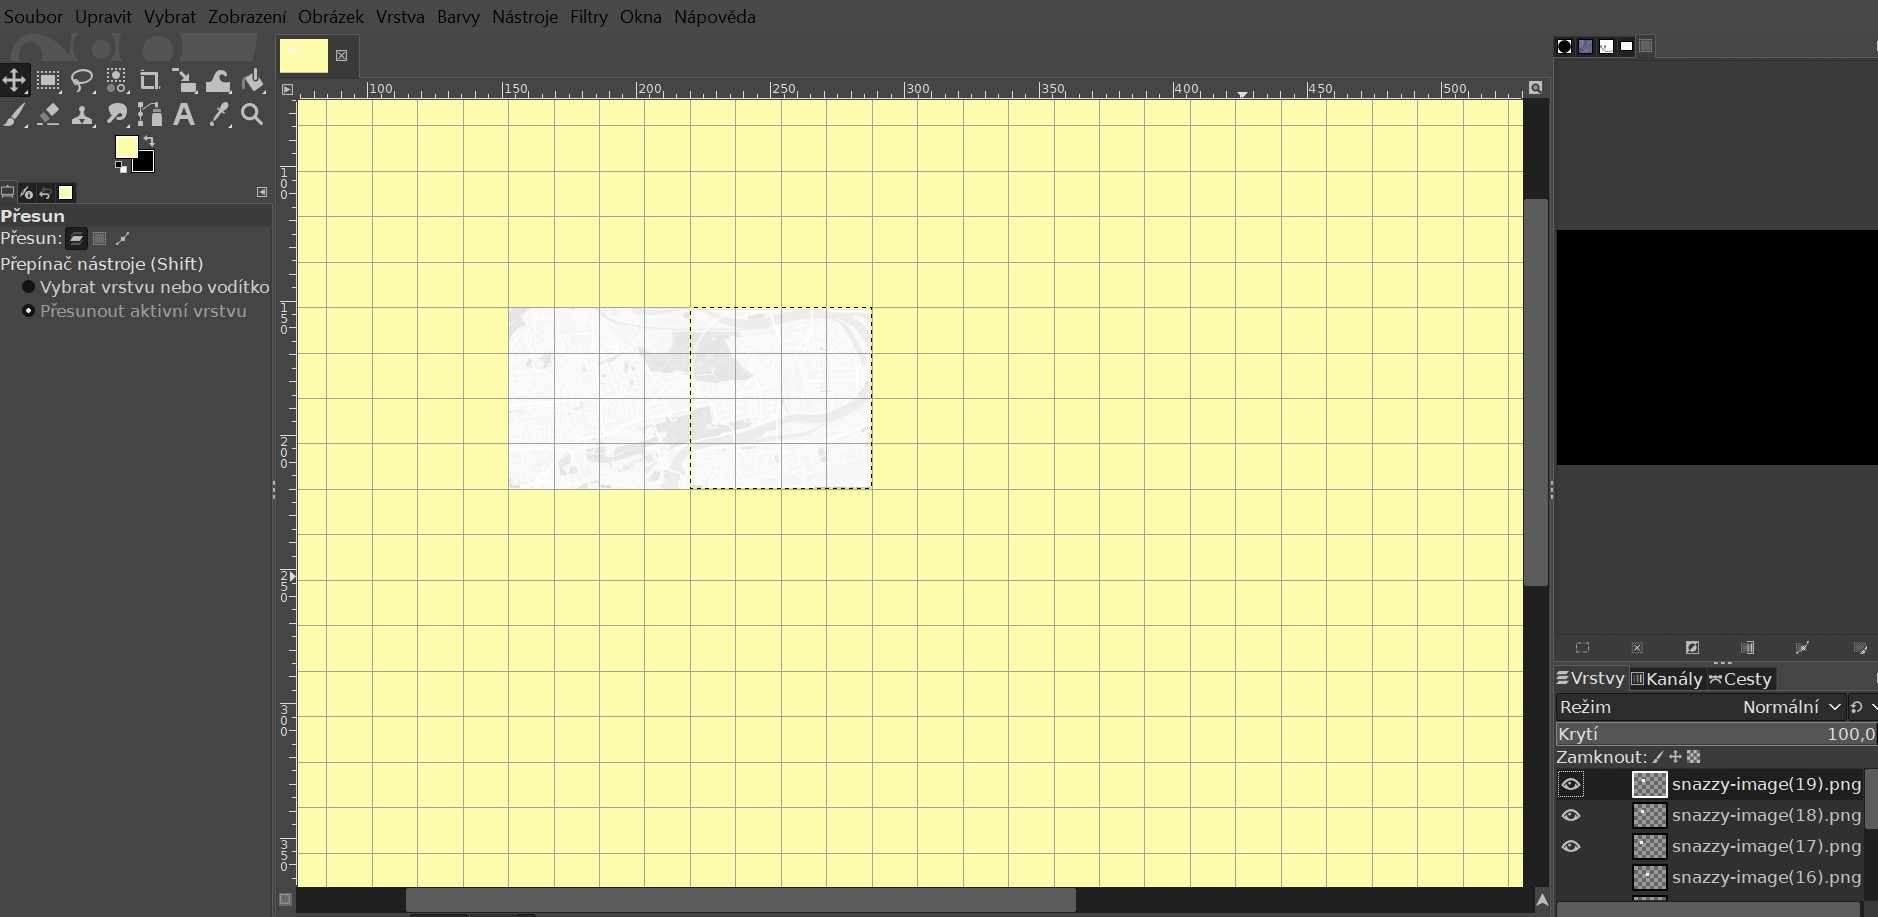 Soubor Upravit Vybrat Zobrazení Obrázek Vrstva Barvy Nástroje Filtry Okna Nápověda
100 150 200 250 300 350 400 450 500
100
150
200
250
300
350
Přesun
Přesun:
Přepínač nástroje (Shift)
Vybrat vrstvu nebo vodítko
Přesunout aktivní vrstvu
Vrstvy Kanály Cesty
Režim Normální
Krytí 100,0
Zamknout:
snazzy-image(19).png
snazzy-image(18).png
snazzy-image(17).png
snazzy-image(16).png